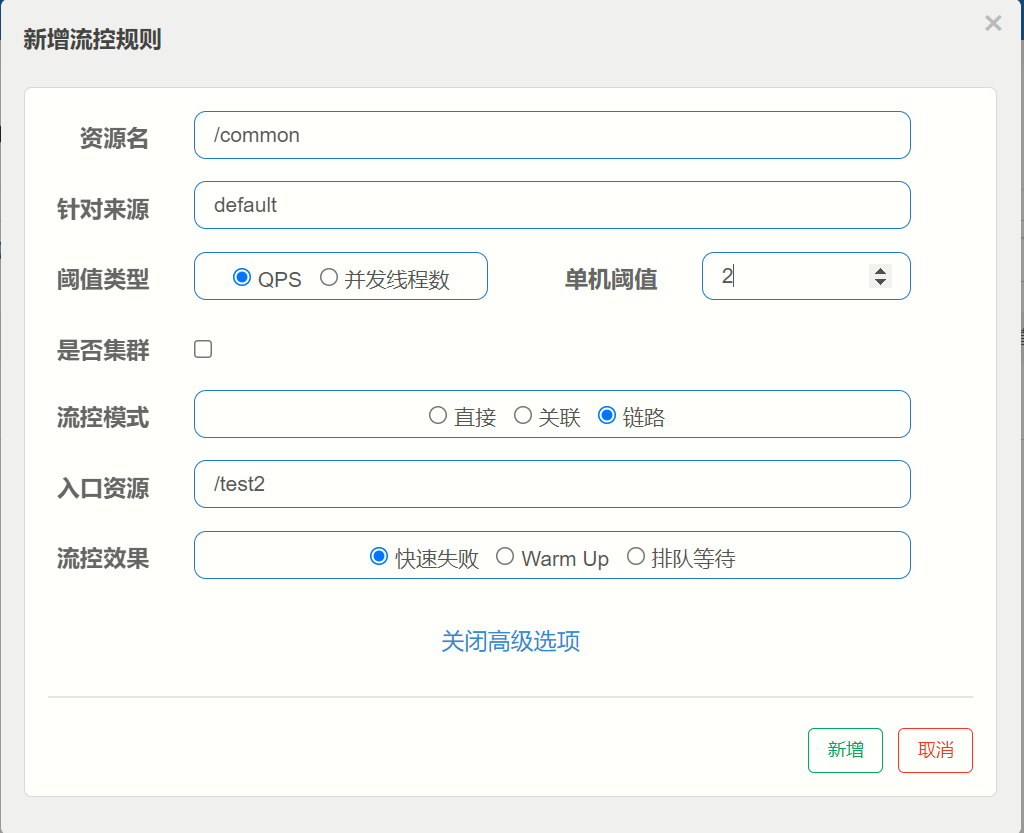 新增流控规则
×
资源名 /common
针对来源 default
阈值类型 QPS 并发线程数 单机阈值 2
是否集群
流控模式 直接 关联 链路
入口资源 /test2
流控效果 快速失败 Warm Up 排队等待
关闭高级选项
新增 取消